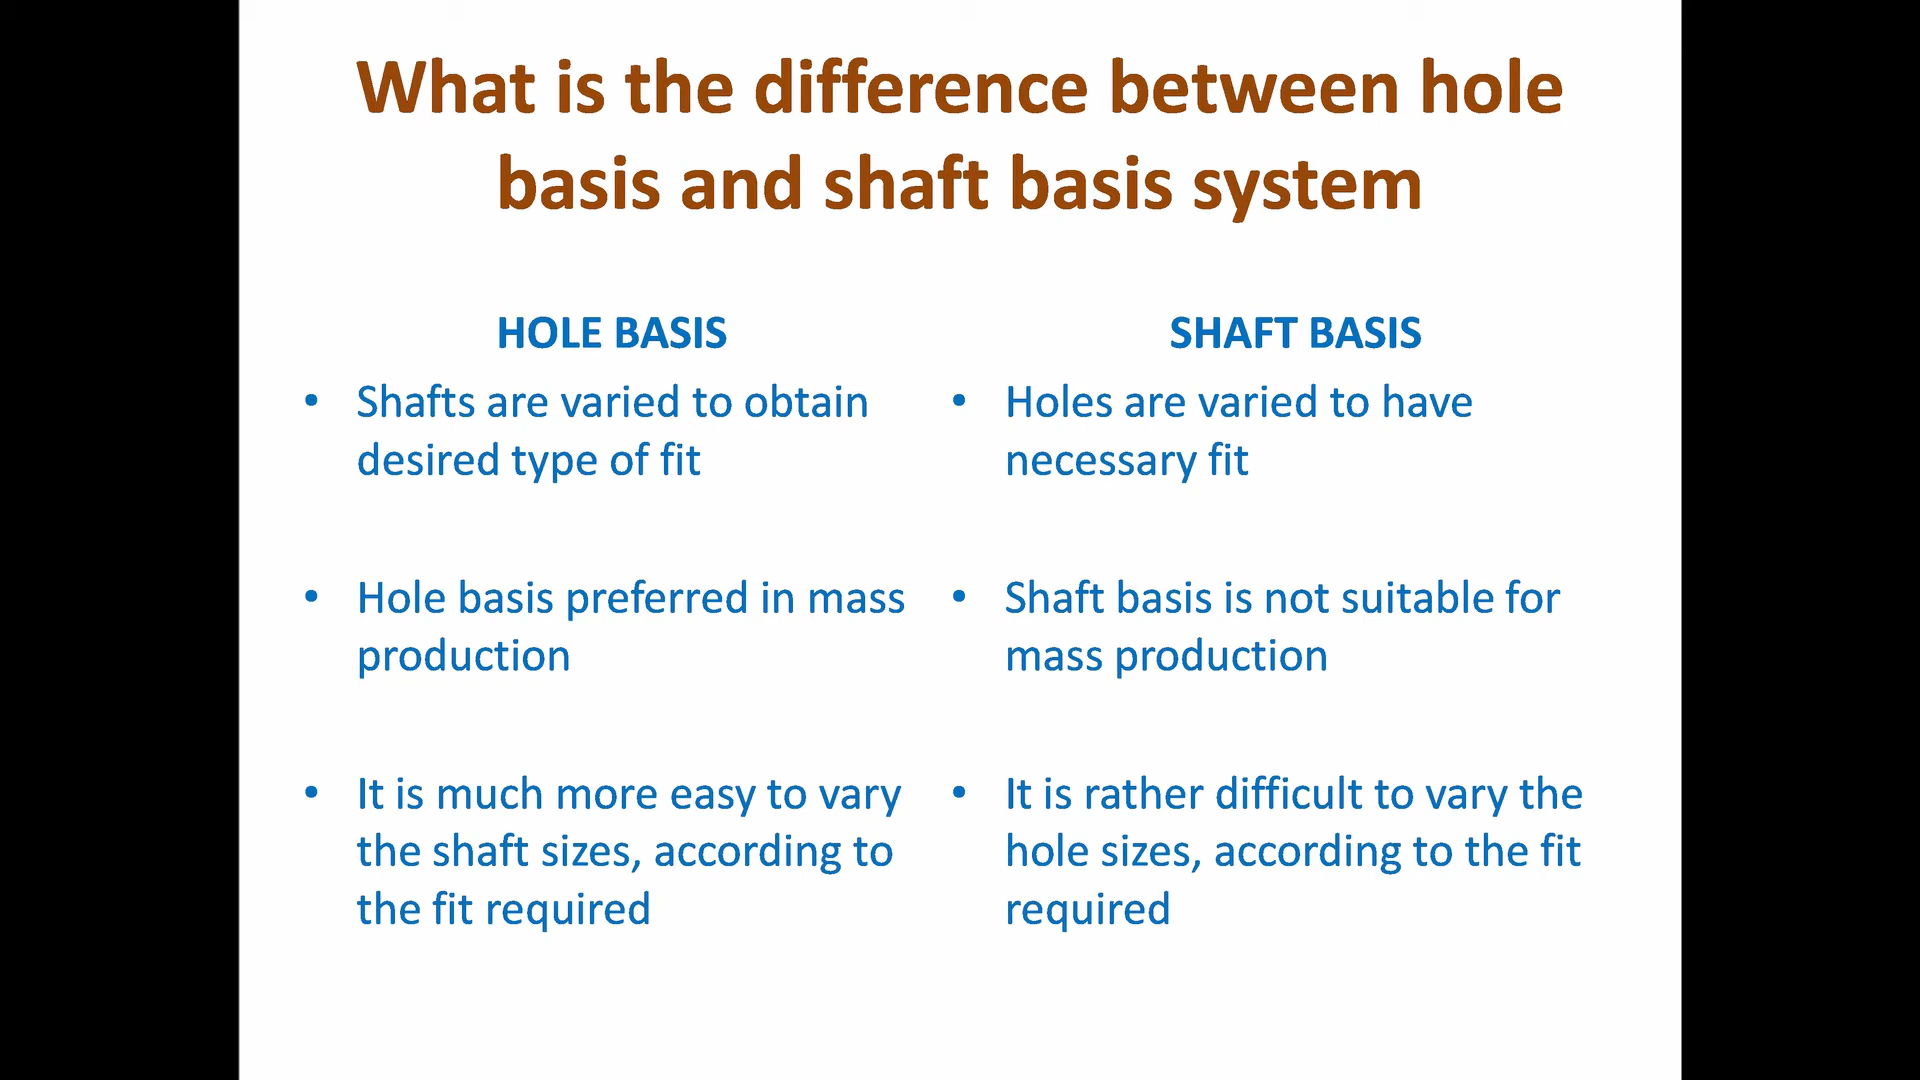 What is the difference between hole
basis and shaft basis system
HOLE BASIS
• Shafts are varied to obtain
desired type of fit
• Hole basis preferred in mass
production
• It is much more easy to vary
the shaft sizes, according to
the fit required
SHAFT BASIS
• Holes are varied to have
necessary fit
• Shaft basis is not suitable for
mass production
• It is rather difficult to vary the
hole sizes, according to the fit
required